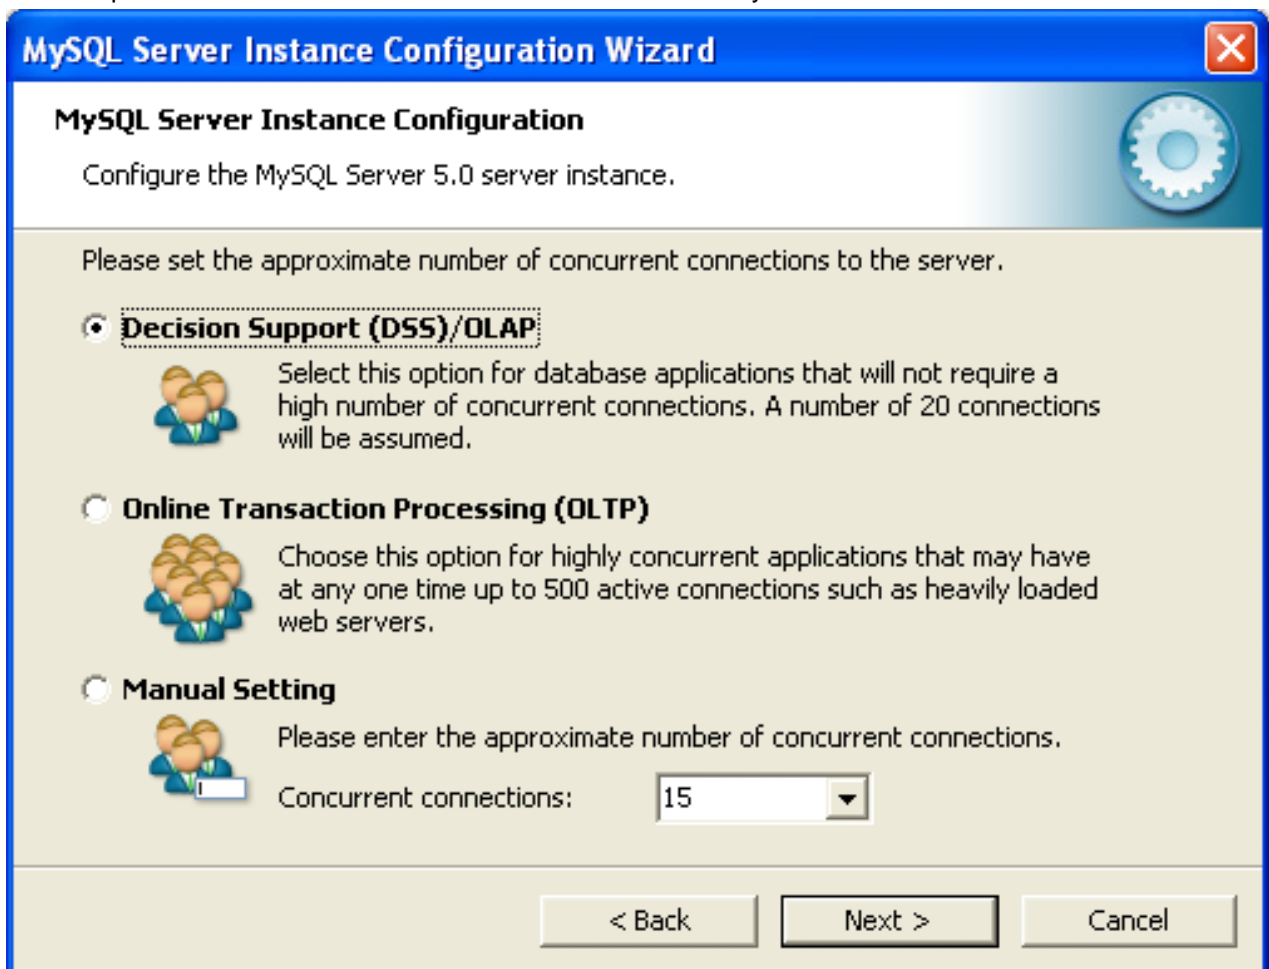 MySQL Server Instance Configuration Wizard
MySQL Server Instance Configuration
Configure the MySQL Server 5.0 server instance.
Please set the approximate number of concurrent connections to the server.
Decision Support (DSS)/OLAP
Select this option for database applications that will not require a
high number of concurrent connections. A number of 20 connections
will be assumed.
Online Transaction Processing (OLTP)
Choose this option for highly concurrent applications that may have
at any one time up to 500 active connections such as heavily loaded
web servers.
Manual Setting
Please enter the approximate number of concurrent connections.
Concurrent connections: 15
< Back Next > Cancel